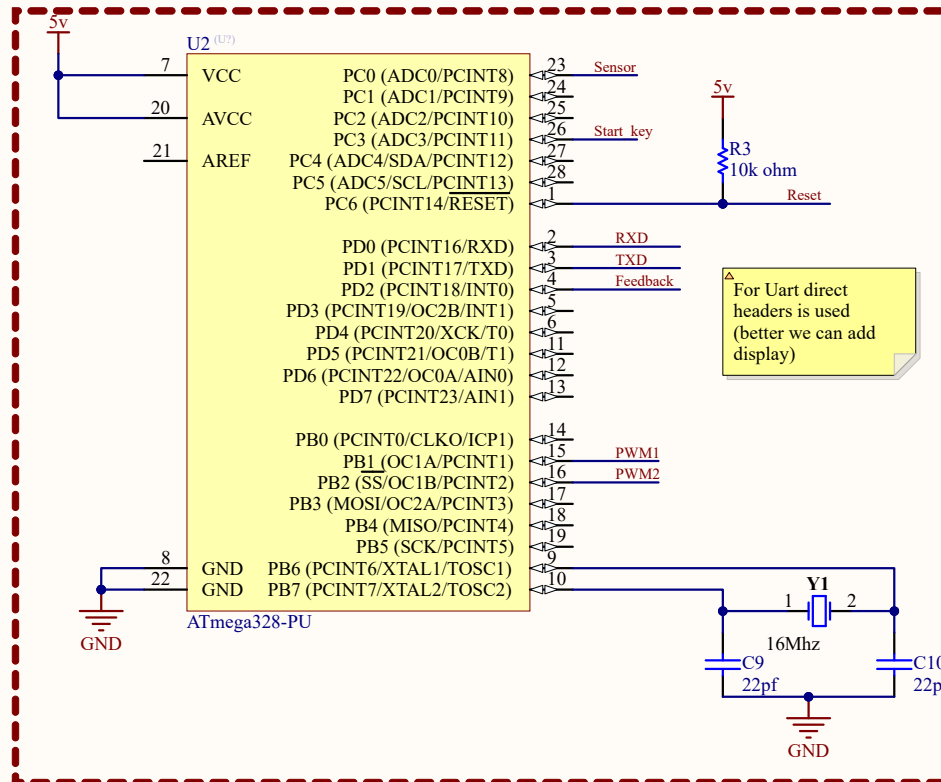 5v
U2 (U?)
7 VCC
20 AVCC
21 AREF
8 GND
22 GND
GND
PC0 (ADC0/PCINT8) 23 Sensor
PC1 (ADC1/PCINT9) 24
PC2 (ADC2/PCINT10) 25
PC3 (ADC3/PCINT11) 26 Start_key
PC4 (ADC4/SDA/PCINT12) 27
PC5 (ADC5/SCL/PCINT13) 28
PC6 (PCINT14/RESET) 1
PD0 (PCINT16/RXD) 2 RXD
PD1 (PCINT17/TXD) 3 TXD
PD2 (PCINT18/INT0) 4 Feedback
PD3 (PCINT19/OC2B/INT1) 5
PD4 (PCINT20/XCK/T0) 6
PD5 (PCINT21/OC0B/T1) 11
PD6 (PCINT22/OC0A/AIN0) 12
PD7 (PCINT23/AIN1) 13
PB0 (PCINT0/CLKO/ICP1) 14
PB1 (OC1A/PCINT1) 15 PWM1
PB2 (SS/OC1B/PCINT2) 16 PWM2
PB3 (MOSI/OC2A/PCINT3) 17
PB4 (MISO/PCINT4) 18
PB5 (SCK/PCINT5) 19
PB6 (PCINT6/XTAL1/TOSC1) 9
PB7 (PCINT7/XTAL2/TOSC2) 10
ATmega328-PU
5v
R3
10k ohm
Reset
For Uart direct
headers is used
(better we can add
display)
Y1
1 2
16Mhz
C9
22pf
C10
22pf
GND